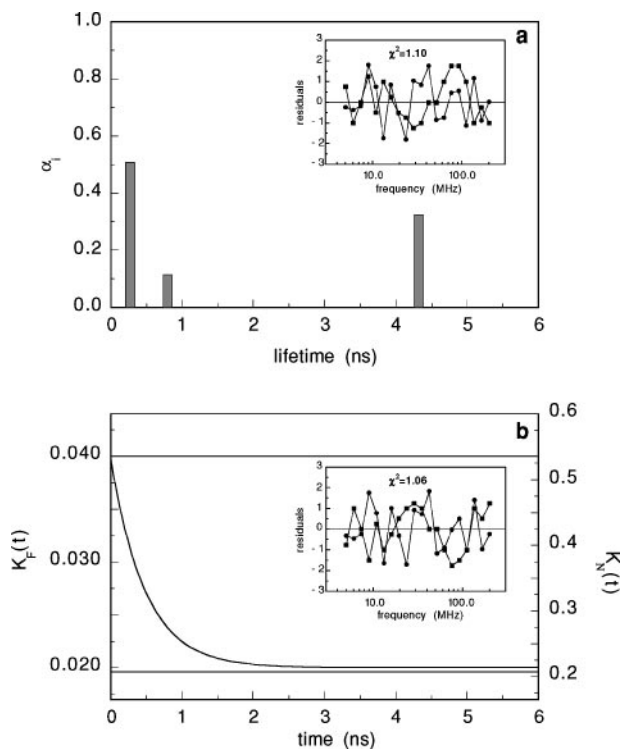 a
1.0
0.8
0.6
0.4
0.2
0.0
αi
0 1 2 3 4 5 6
lifetime (ns)
χ²=1.10
3
2
1
0
- 1
- 2
- 3
residuals
10.0 100.0
frequency (MHz)
b
0.040
0.030
0.020
KF(t)
0.6
0.5
0.4
0.3
0.2
KN(t)
0 1 2 3 4 5 6
time (ns)
χ²=1.06
3
2
1
0
- 1
- 2
- 3
residuals
10.0 100.0
frequency (MHz)